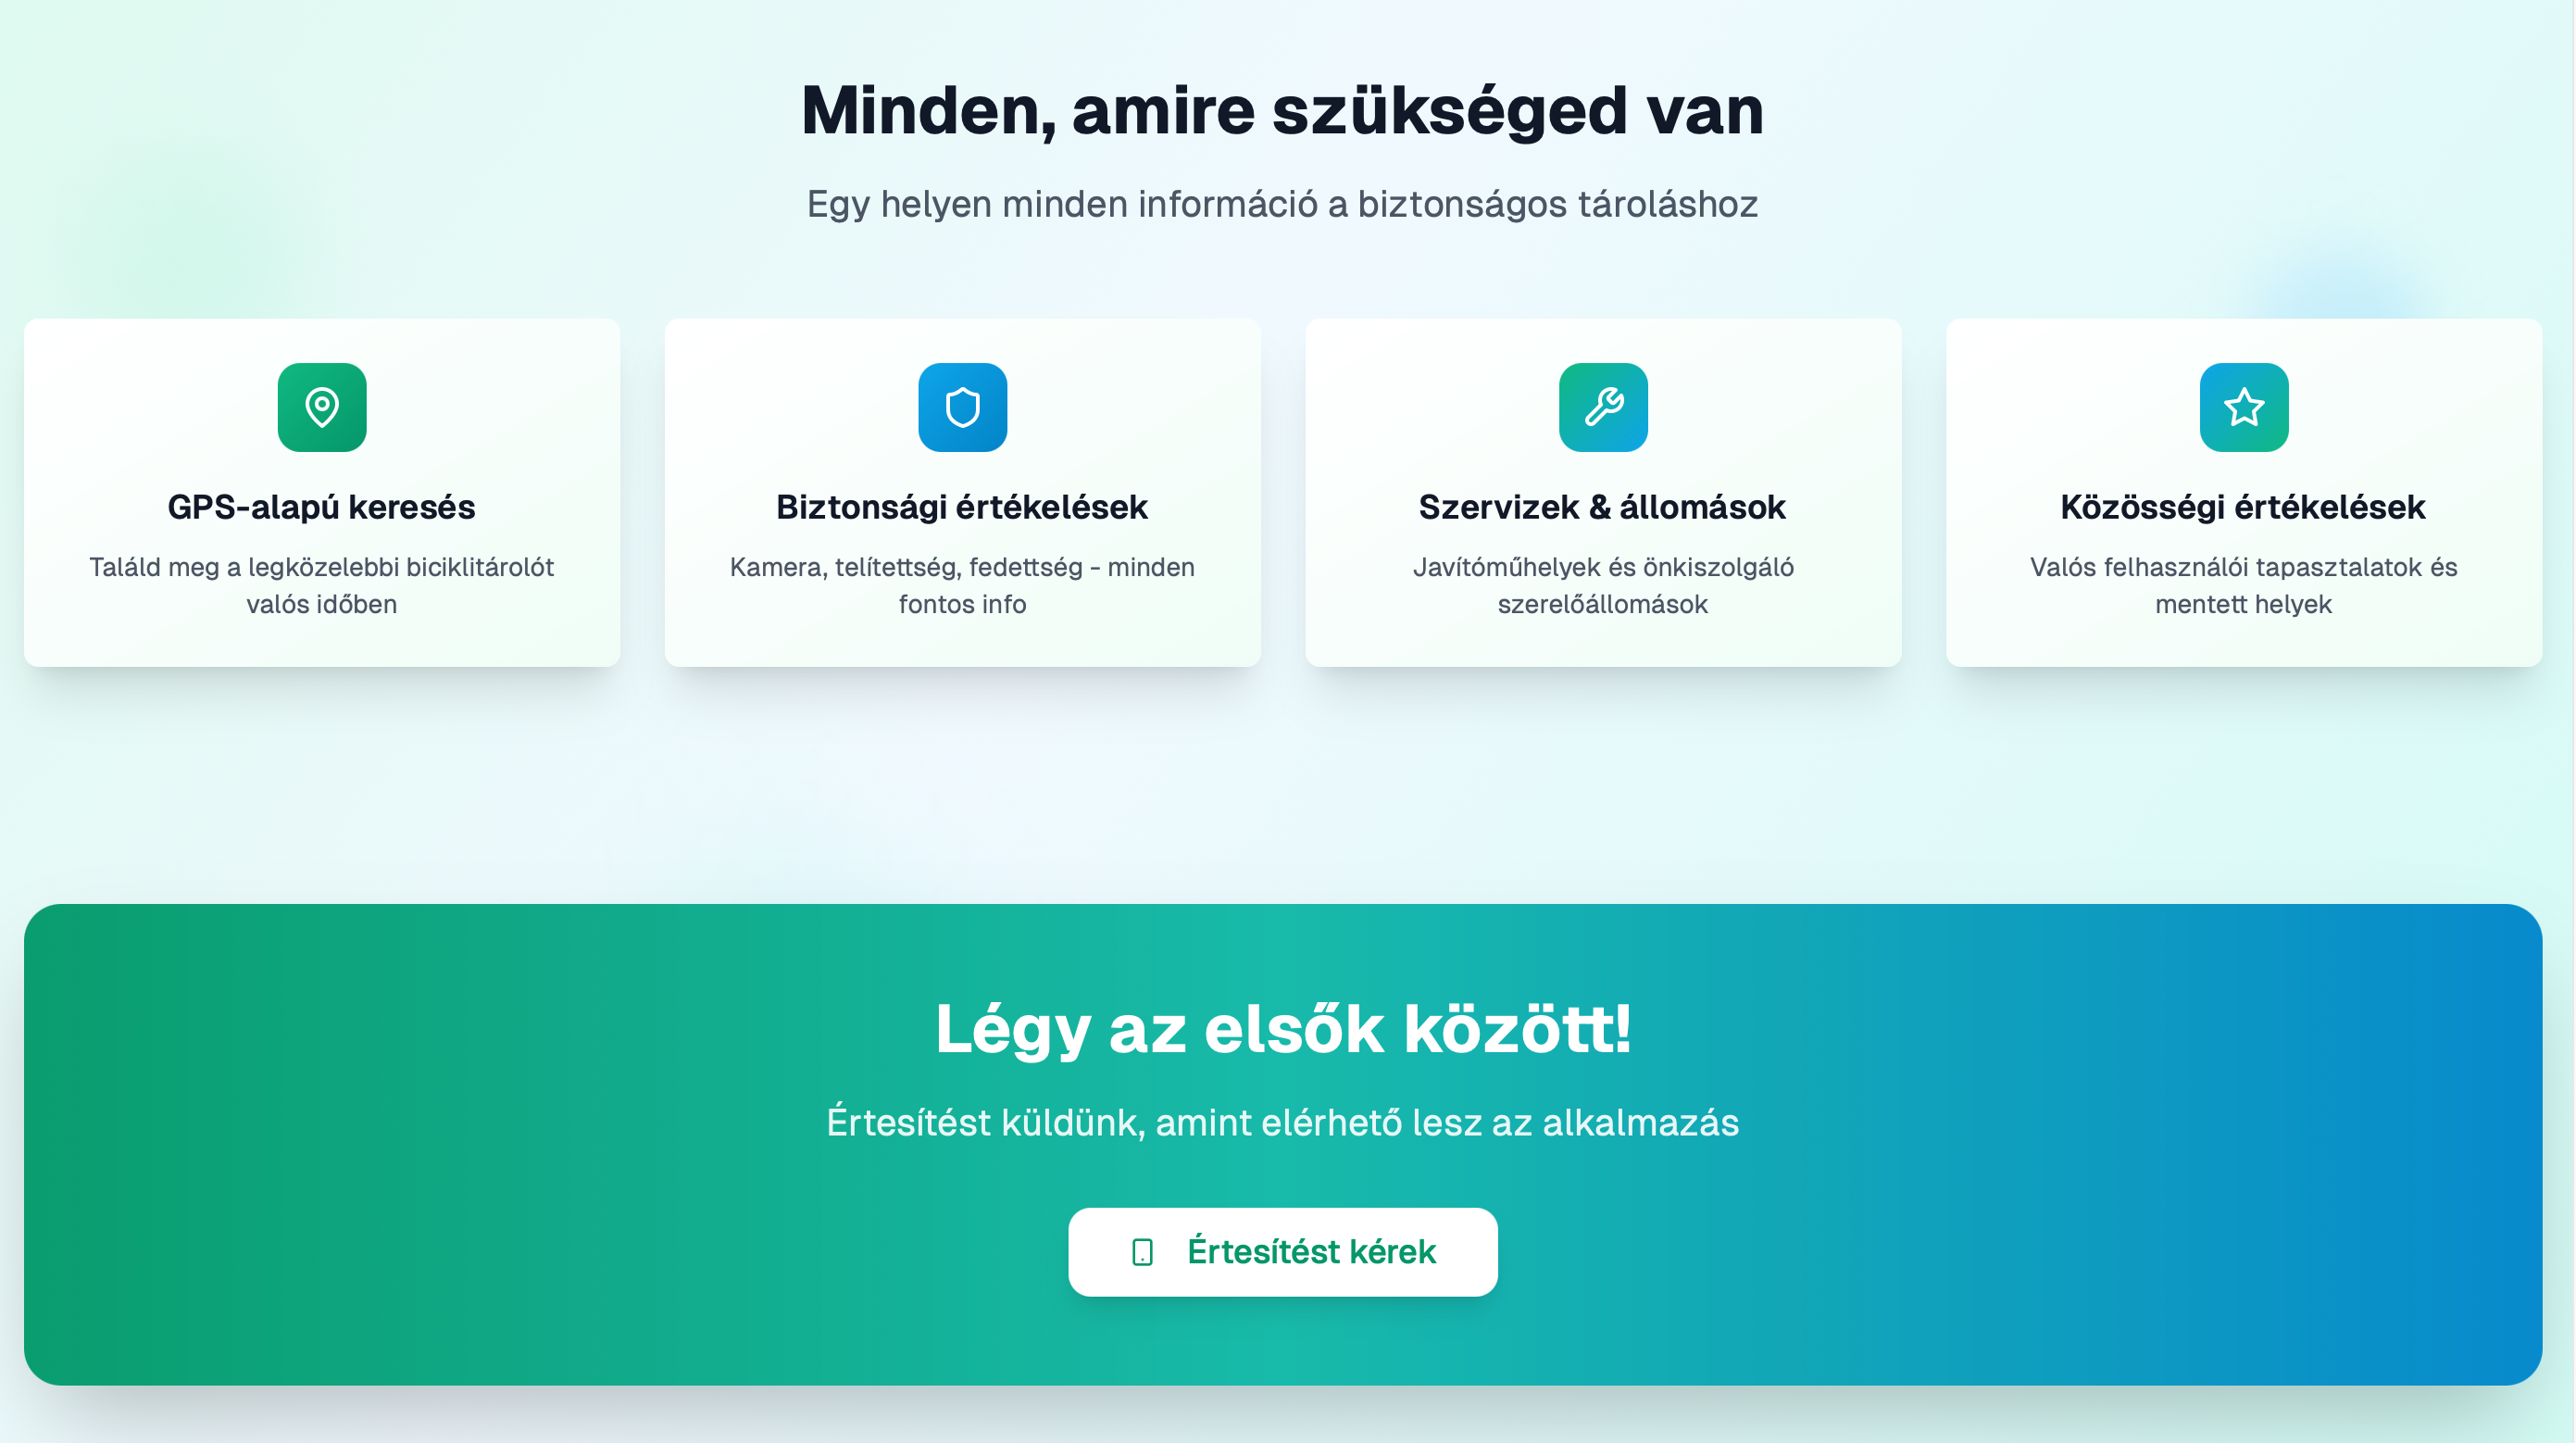 Minden, amire szükséged van
Egy helyen minden információ a biztonságos tároláshoz
GPS-alapú keresés
Találd meg a legközelebbi biciklitárolót
valós időben
Biztonsági értékelések
Kamera, telítettség, fedettség - minden
fontos info
Szervizek & állomások
Javítóműhelyek és önkiszolgáló
szerelőállomások
Közösségi értékelések
Valós felhasználói tapasztalatok és
mentett helyek
Légy az elsők között!
Értesítést küldünk, amint elérhető lesz az alkalmazás
Értesítést kérek